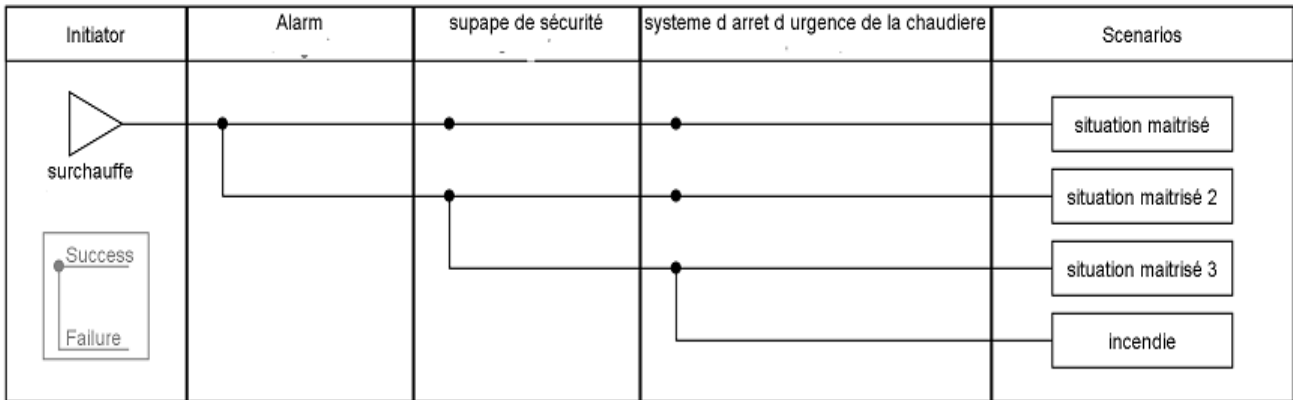 Initiator
Alarm
supape de sécurité
systeme d arret d urgence de la chaudiere
Scenarios
surchauffe
situation maitrisé
situation maitrisé 2
situation maitrisé 3
incendie
Success
Failure